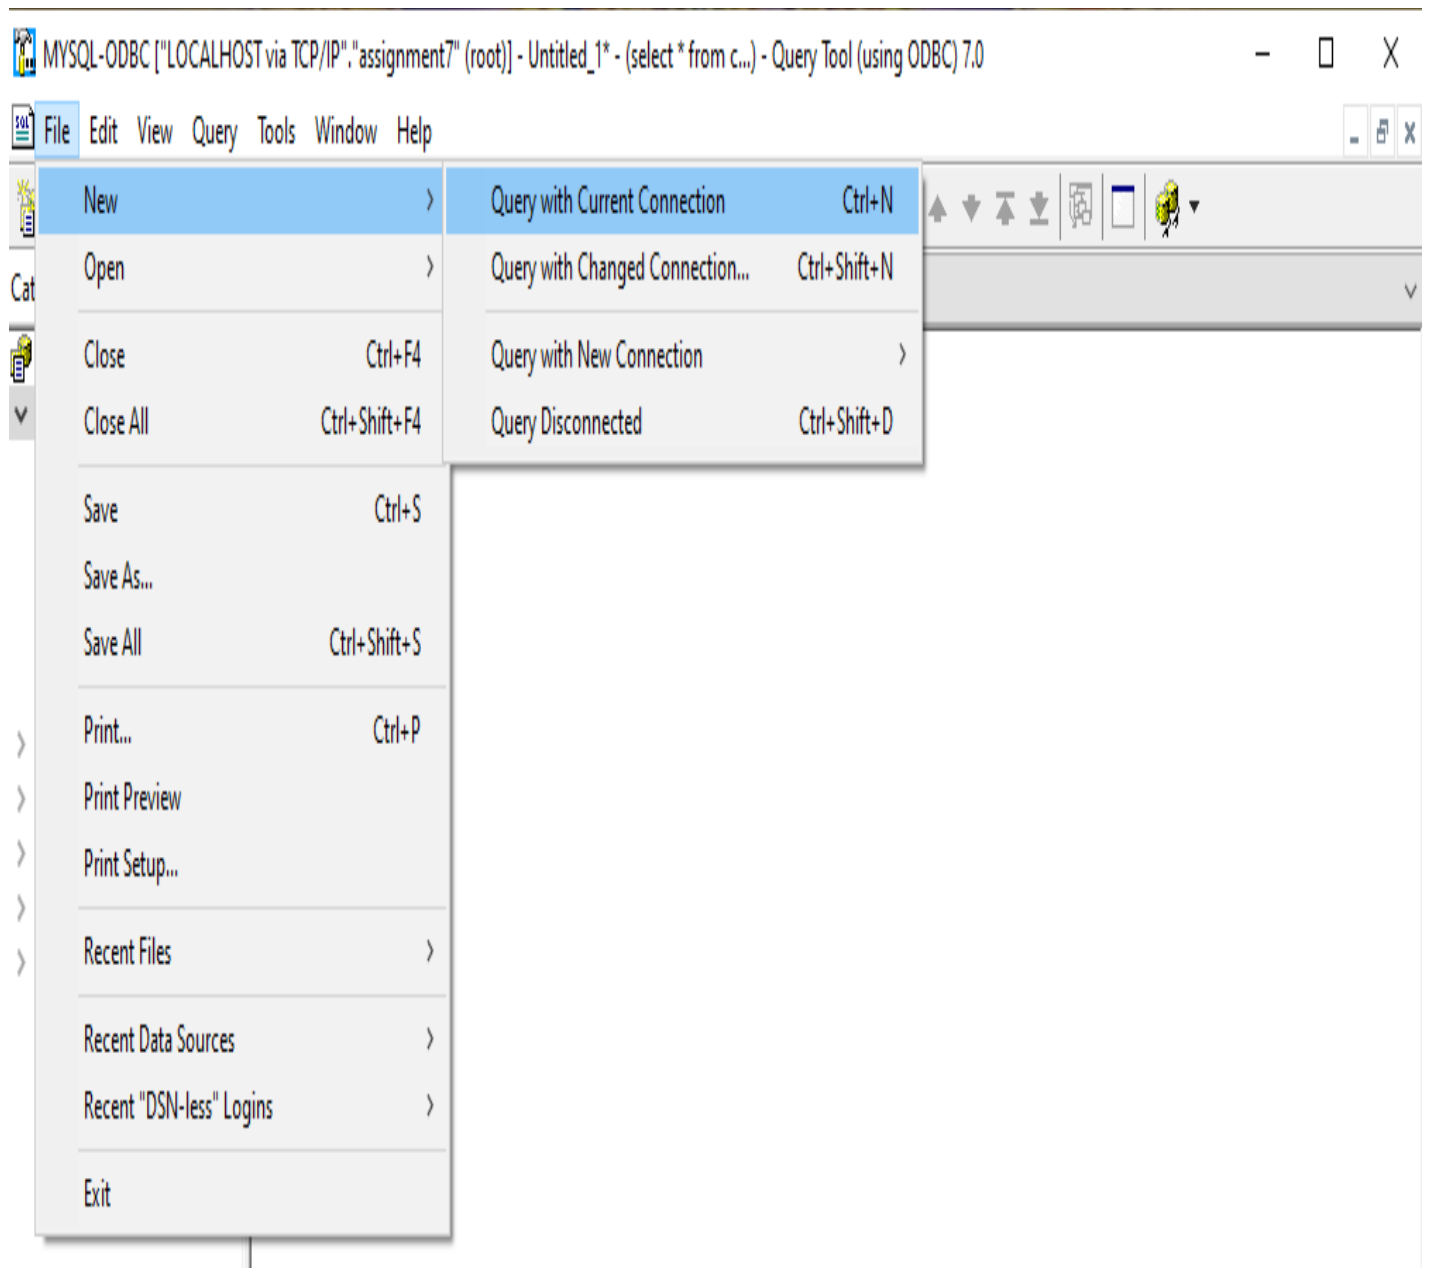 MYSQL-ODBC ["LOCALHOST via TCP/IP"."assignment7" (root)] - Untitled_1* - (select * from c...) - Query Tool (using ODBC) 7.0
SQL File Edit View Query Tools Window Help
New Query with Current Connection Ctrl+N
Open Query with Changed Connection... Ctrl+Shift+N
Cat
Close Ctrl+F4 Query with New Connection
Close All Ctrl+Shift+F4 Query Disconnected Ctrl+Shift+D
Save Ctrl+S
Save As...
Save All Ctrl+Shift+S
Print... Ctrl+P
Print Preview
Print Setup...
Recent Files
Recent Data Sources
Recent "DSN-less" Logins
Exit